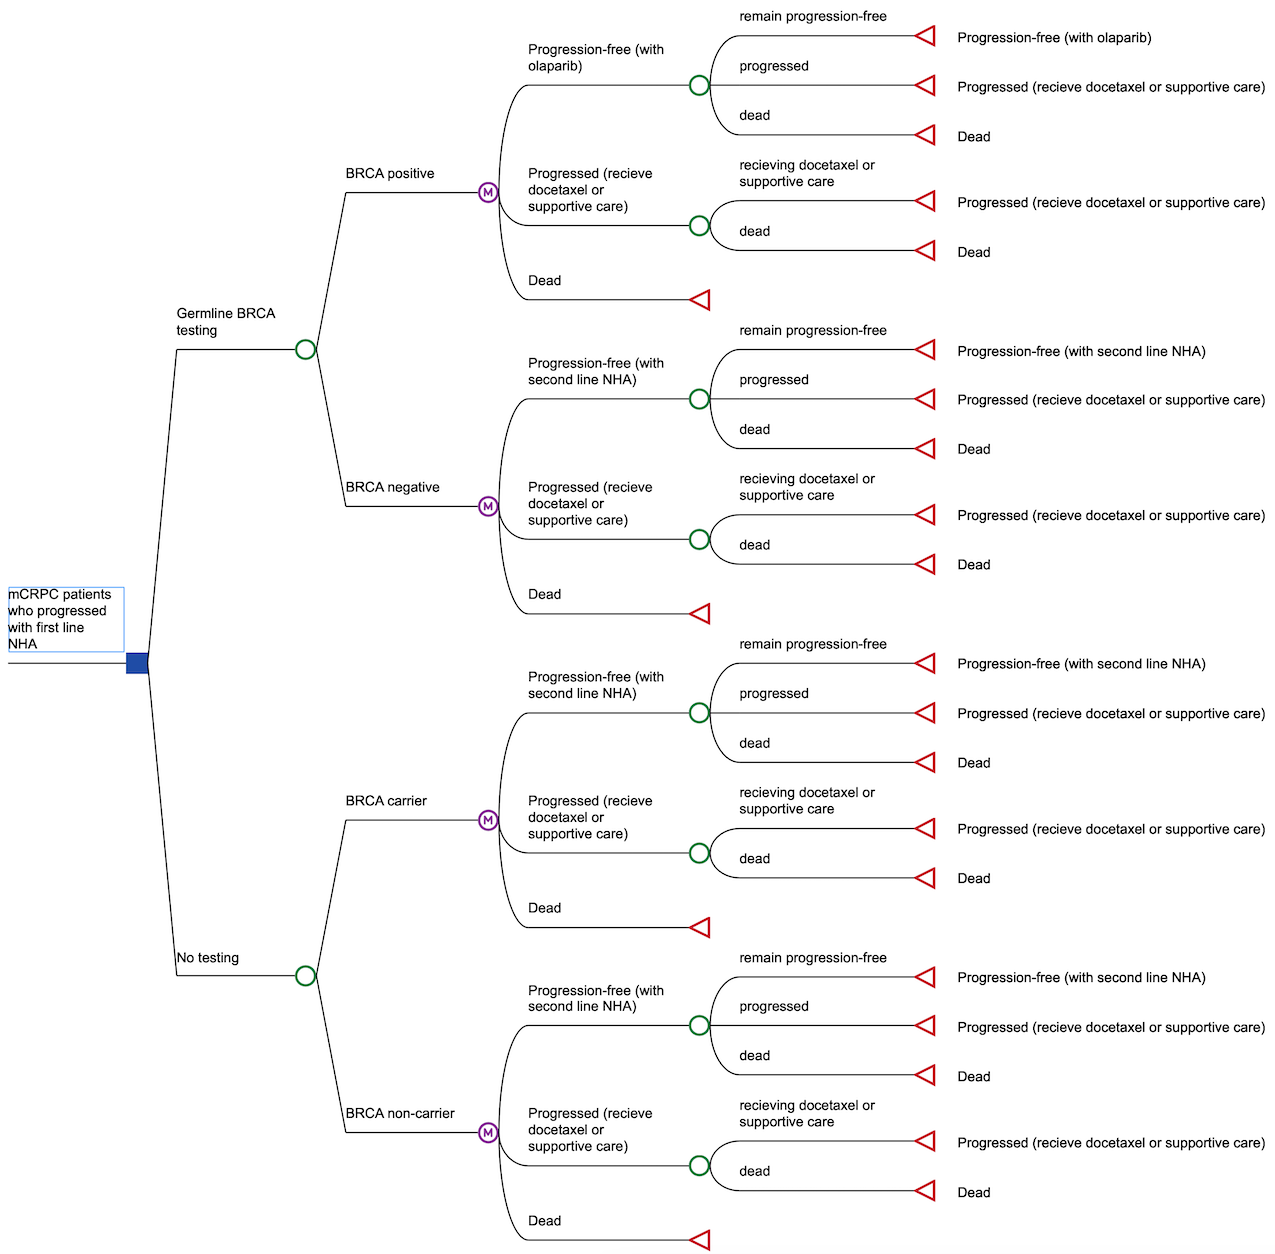 mCRPC patients
who progressed
with first line
NHA
Germline BRCA
testing
BRCA positive
M
Progression-free (with
olaparib)
remain progression-free
Progression-free (with olaparib)
progressed
Progressed (recieve docetaxel or supportive care)
dead
Dead
Progressed (recieve
docetaxel or
supportive care)
recieving docetaxel or
supportive care
Progressed (recieve docetaxel or supportive care)
dead
Dead
Dead
BRCA negative
M
Progression-free (with
second line NHA)
remain progression-free
Progression-free (with second line NHA)
progressed
Progressed (recieve docetaxel or supportive care)
dead
Dead
Progressed (recieve
docetaxel or
supportive care)
recieving docetaxel or
supportive care
Progressed (recieve docetaxel or supportive care)
dead
Dead
Dead
No testing
BRCA carrier
M
Progression-free (with
second line NHA)
remain progression-free
Progression-free (with second line NHA)
progressed
Progressed (recieve docetaxel or supportive care)
dead
Dead
Progressed (recieve
docetaxel or
supportive care)
recieving docetaxel or
supportive care
Progressed (recieve docetaxel or supportive care)
dead
Dead
Dead
BRCA non-carrier
M
Progression-free (with
second line NHA)
remain progression-free
Progression-free (with second line NHA)
progressed
Progressed (recieve docetaxel or supportive care)
dead
Dead
Progressed (recieve
docetaxel or
supportive care)
recieving docetaxel or
supportive care
Progressed (recieve docetaxel or supportive care)
dead
Dead
Dead